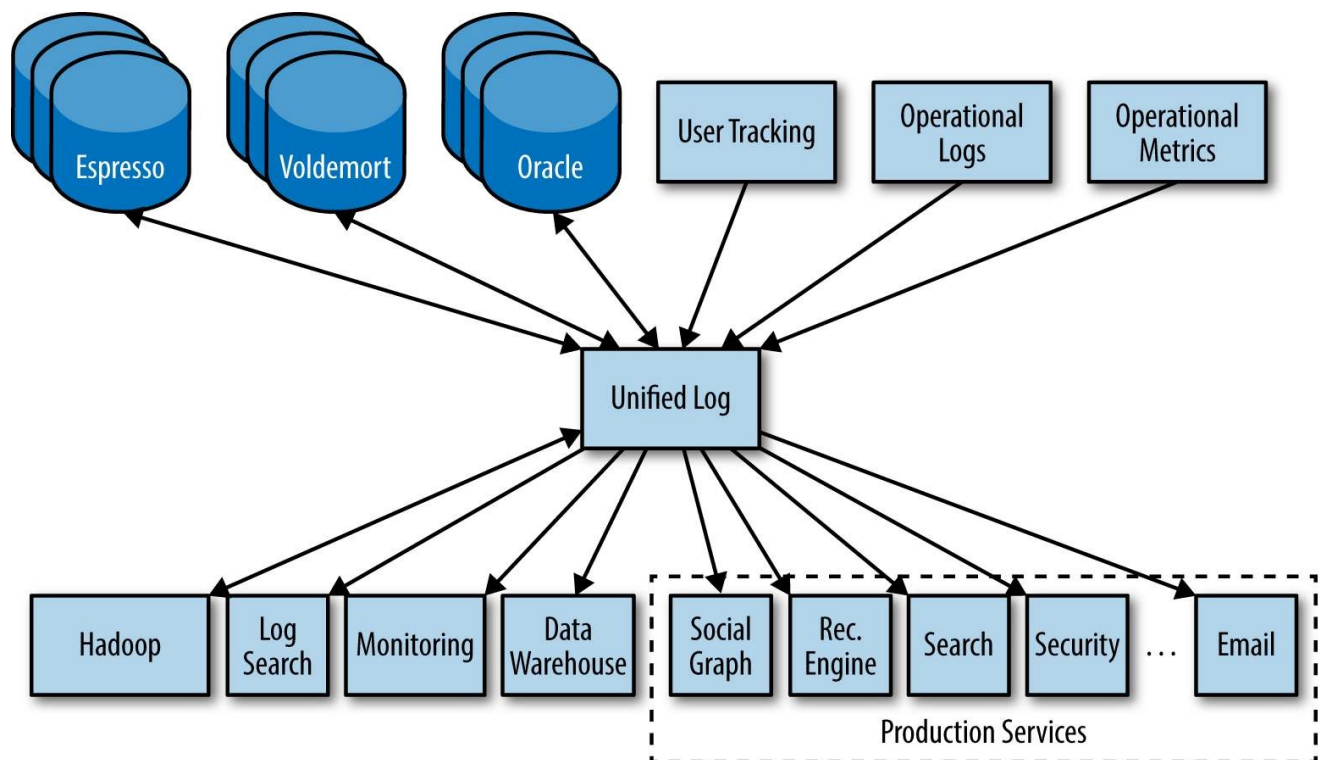 Espresso
Voldemort
Oracle
User Tracking
Operational
Logs
Operational
Metrics
Unified Log
Hadoop
Log
Search
Monitoring
Data
Warehouse
Social
Graph
Rec.
Engine
Search
Security
...
Email
Production Services